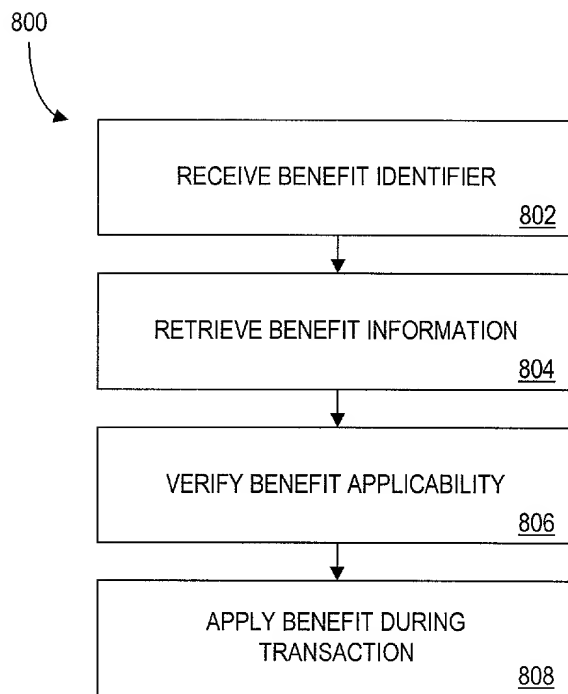 800
RECEIVE BENEFIT IDENTIFIER
802
RETRIEVE BENEFIT INFORMATION
804
VERIFY BENEFIT APPLICABILITY
806
APPLY BENEFIT DURING
TRANSACTION
808